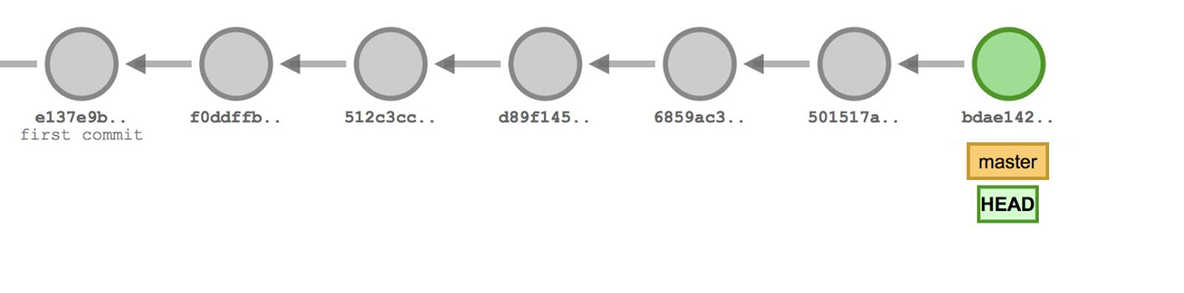 e137e9b.. f0ddffb.. 512c3cc.. d89f145.. 6859ac3.. 501517a.. bdae142..
first commit
master
HEAD